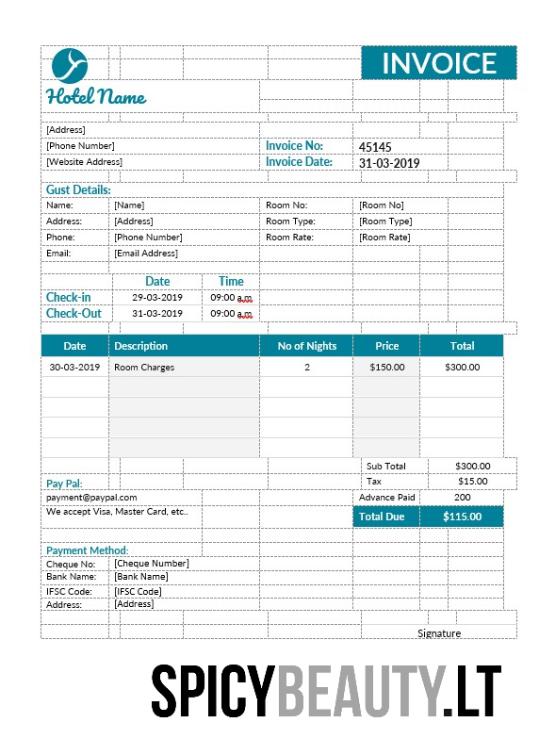 INVOICE
Hotel Name
[Address]
[Phone Number] Invoice No: 45145
[Website Address] Invoice Date: 31-03-2019
Gust Details:
Name: [Name] Room No: [Room No]
Address: [Address] Room Type: [Room Type]
Phone: [Phone Number] Room Rate: [Room Rate]
Email: [Email Address]
Date Time
Check-in 29-03-2019 09:00 a.m
Check-Out 31-03-2019 09:00 a.m
Date Description No of Nights Price Total
30-03-2019 Room Charges 2 $150.00 $300.00
Sub Total $300.00
Pay Pal: Tax $15.00
payment@paypal.com Advance Paid 200
We accept Visa, Master Card, etc.. Total Due $115.00
Payment Method:
Cheque No: [Cheque Number]
Bank Name: [Bank Name]
IFSC Code: [IFSC Code]
Address: [Address]
Signature
SPICYBEAUTY.LT